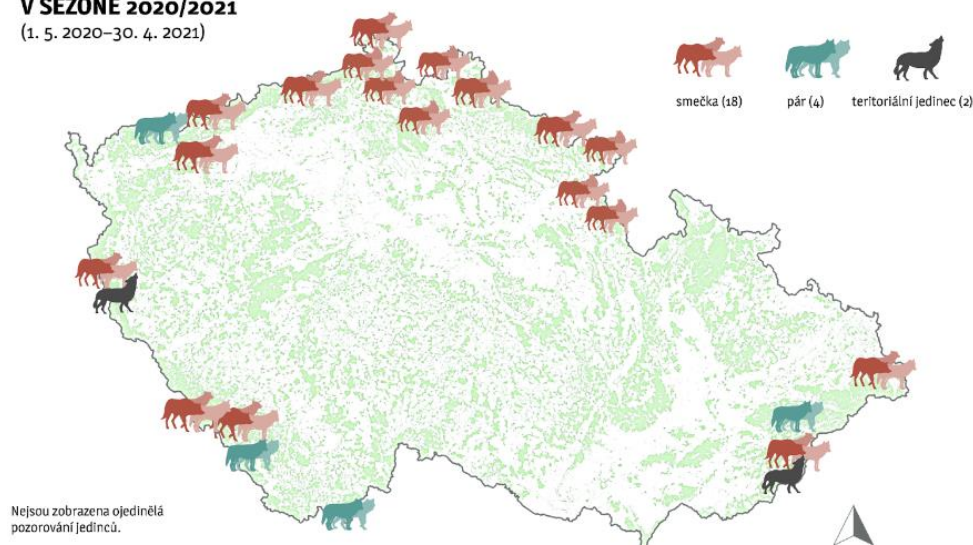 V SEZÓNĚ 2020/2021
(1. 5. 2020–30. 4. 2021)
smečka (18)
pár (4)
teritoriální jedinec (2)
Nejsou zobrazena ojedinělá
pozorování jedinců.